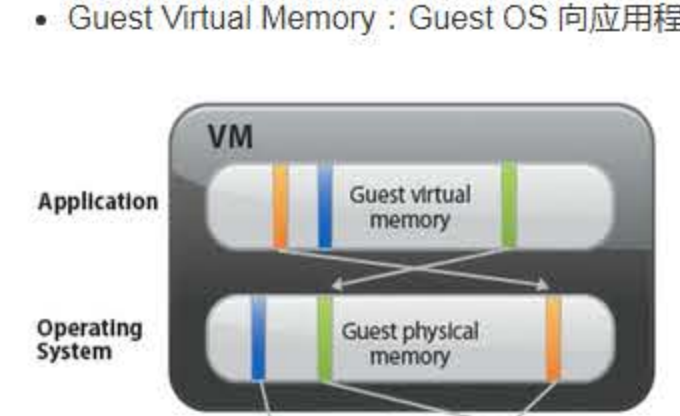 • Guest Virtual Memory：Guest OS 向应用程
VM
Application
Guest virtual
memory
Operating
System
Guest physical
memory